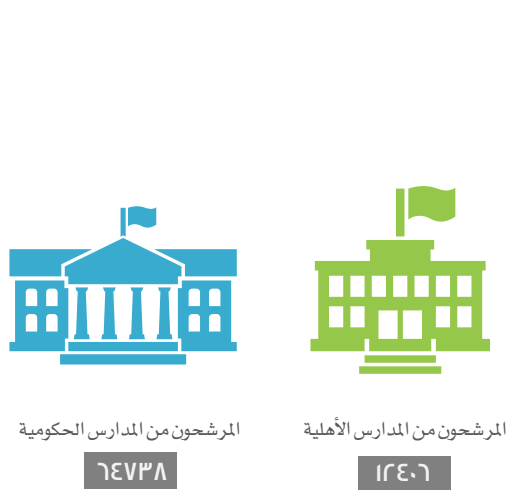 المرشحون من المدارس الأهلية
١٢٤٠٦
المرشحون من المدارس الحكومية
٦٤٧٣٨